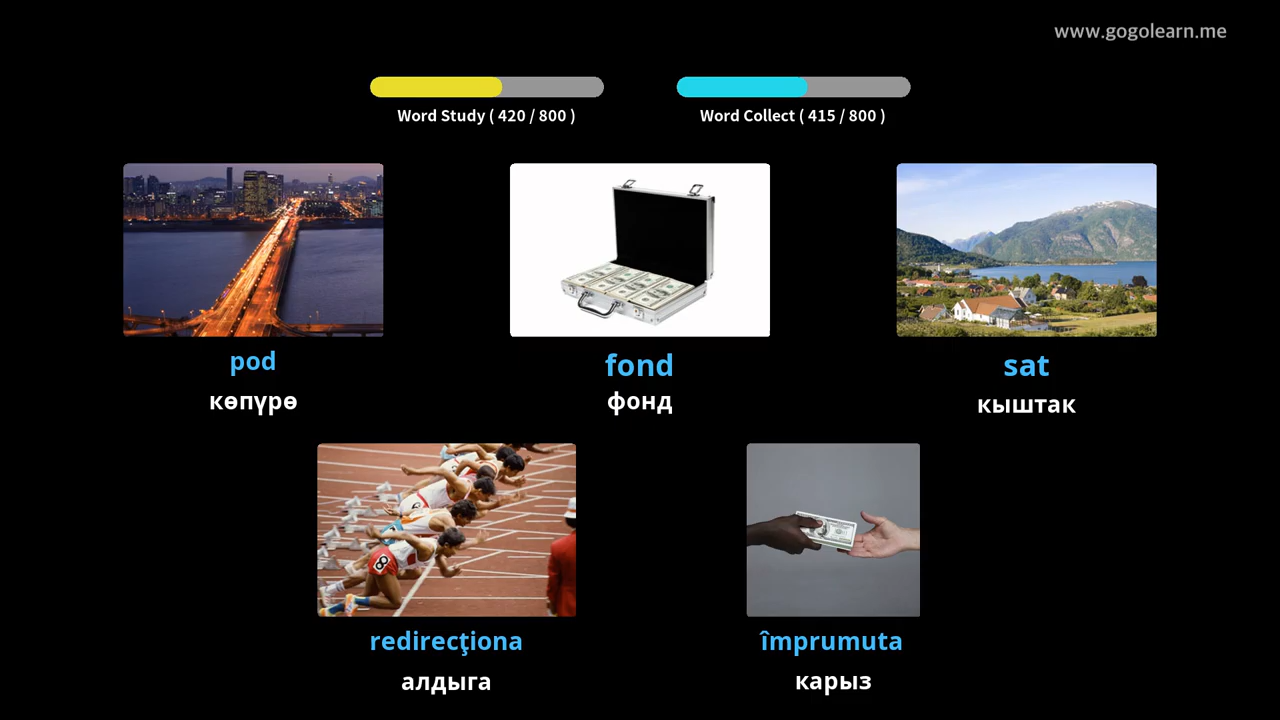 www.gogolearn.me
Word Study ( 420 / 800 )
Word Collect ( 415 / 800 )
pod
көпүрө
fond
фонд
sat
кыштак
redirecţiona
алдыга
împrumuta
карыз